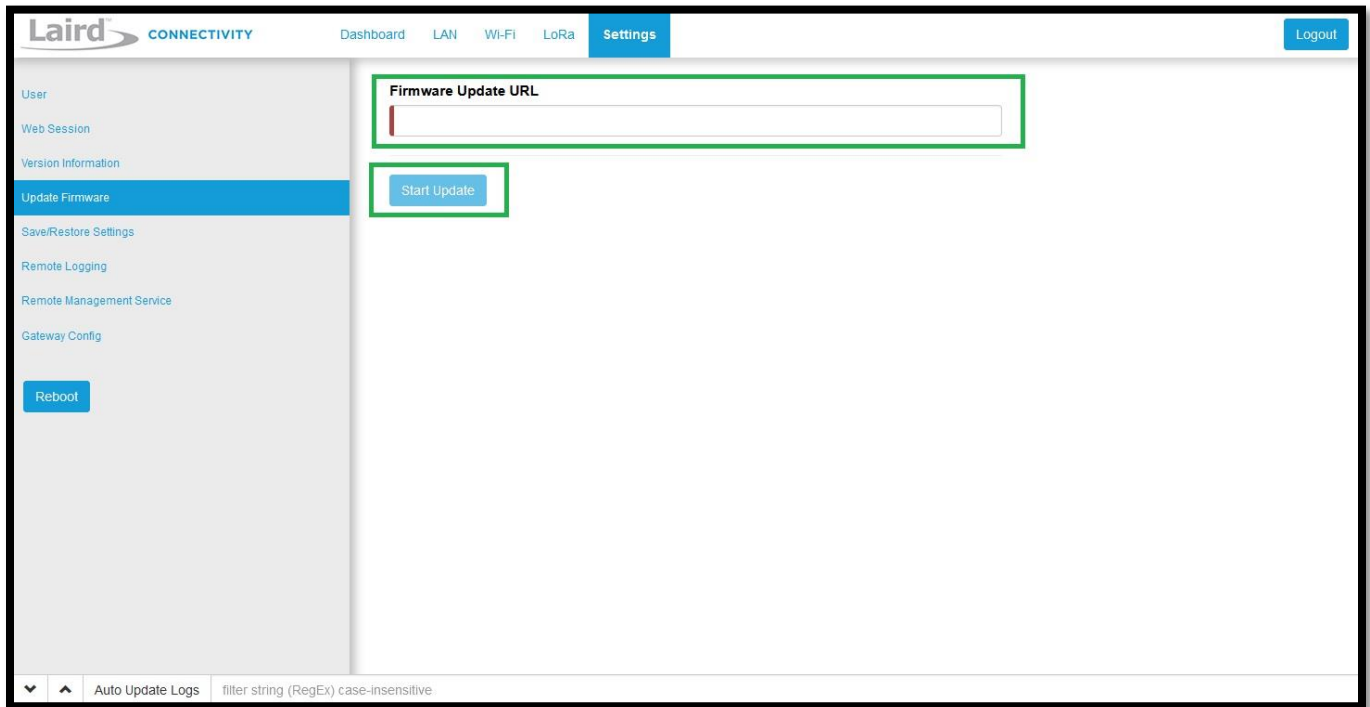 Laird CONNECTIVITY Dashboard LAN Wi-Fi LoRa Settings Logout
User
Web Session
Version Information
Update Firmware
Save/Restore Settings
Remote Logging
Remote Management Service
Gateway Config
Reboot
Firmware Update URL
Start Update
Auto Update Logs filter string (RegEx) case-insensitive